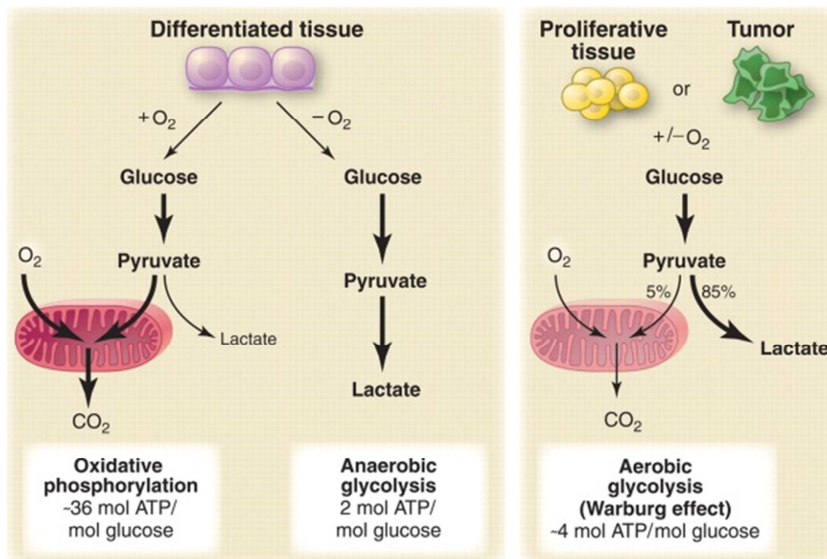 Differentiated tissue
+O₂
−O₂
Glucose
Pyruvate
O₂
Lactate
CO₂
Oxidative
phosphorylation
~36 mol ATP/
mol glucose
Glucose
Pyruvate
Lactate
Anaerobic
glycolysis
2 mol ATP/
mol glucose
Proliferative
tissue
or
Tumor
+/−O₂
Glucose
O₂
Pyruvate
5%
85%
Lactate
CO₂
Aerobic
glycolysis
(Warburg effect)
~4 mol ATP/mol glucose